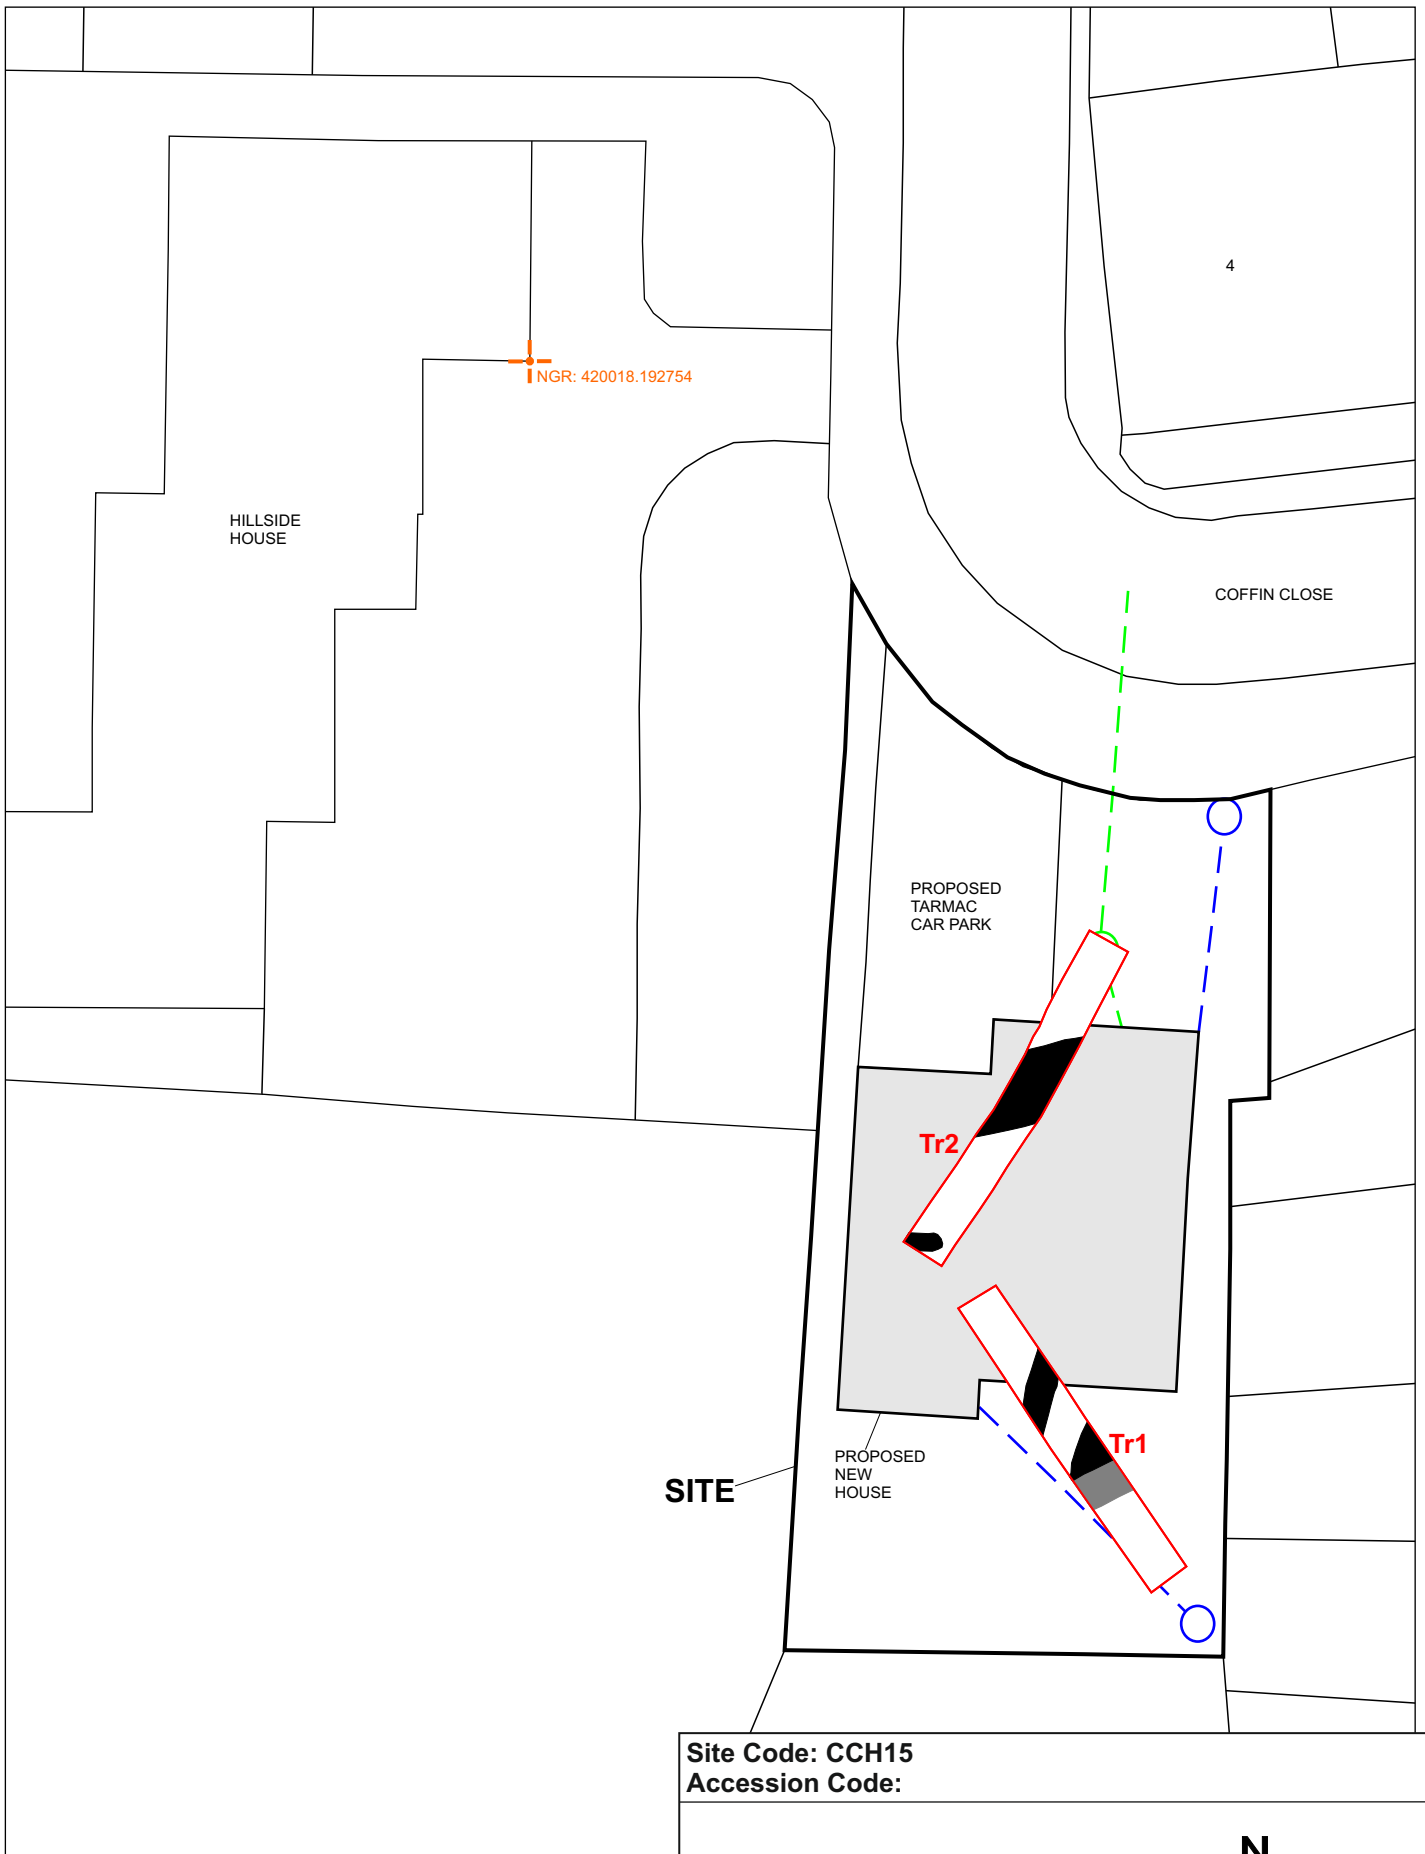 4
NGR: 420018.192754
HILLSIDE
HOUSE
COFFIN CLOSE
PROPOSED
TARMAC
CAR PARK
Tr2
Tr1
PROPOSED
NEW
HOUSE
SITE
Site Code: CCH15
Accession Code:
N